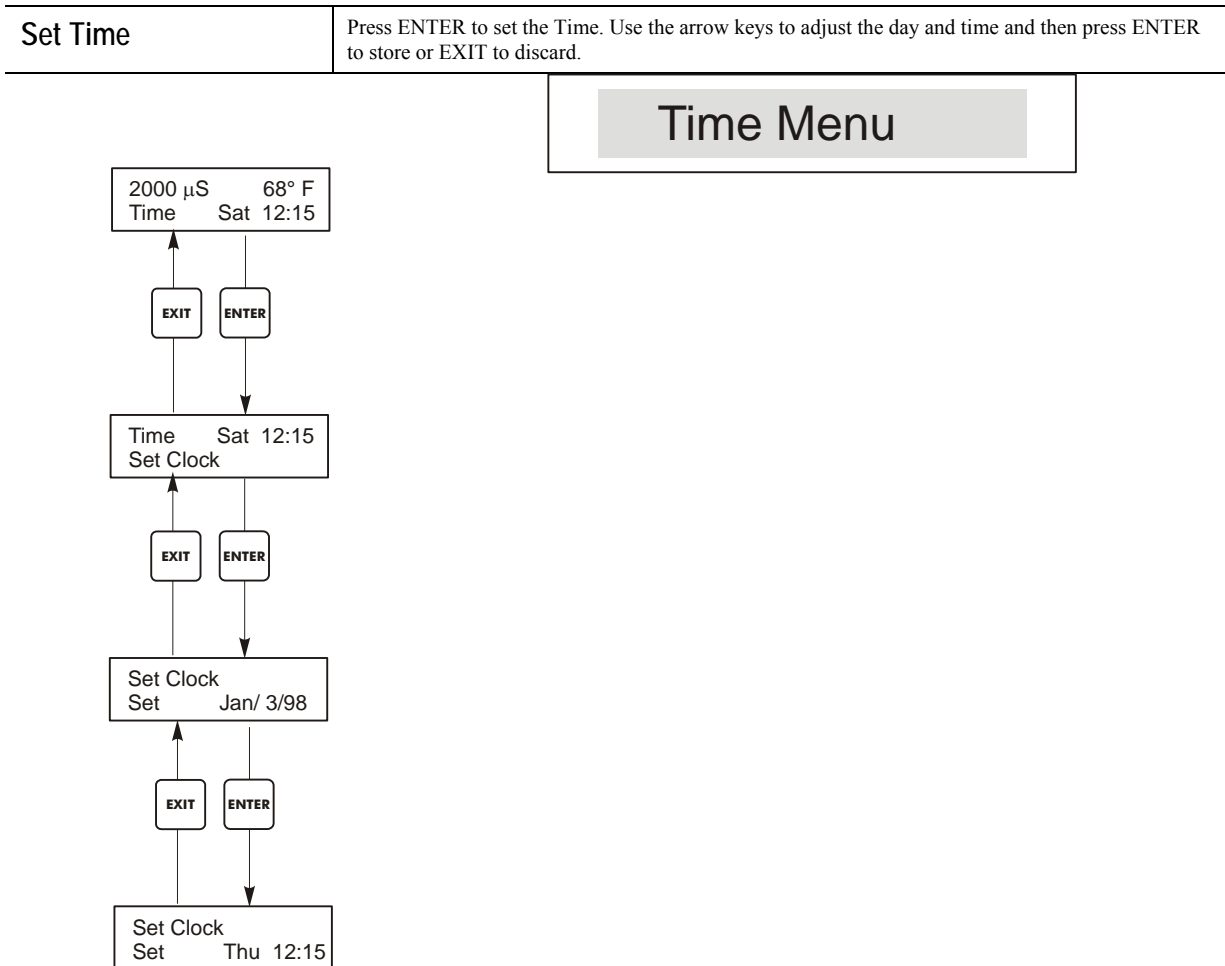 Set Time
Press ENTER to set the Time. Use the arrow keys to adjust the day and time and then press ENTER
to store or EXIT to discard.
Time Menu
2000 µS 68° F
Time Sat 12:15
EXIT ENTER
Time Sat 12:15
Set Clock
EXIT ENTER
Set Clock
Set Jan/ 3/98
EXIT ENTER
Set Clock
Set Thu 12:15